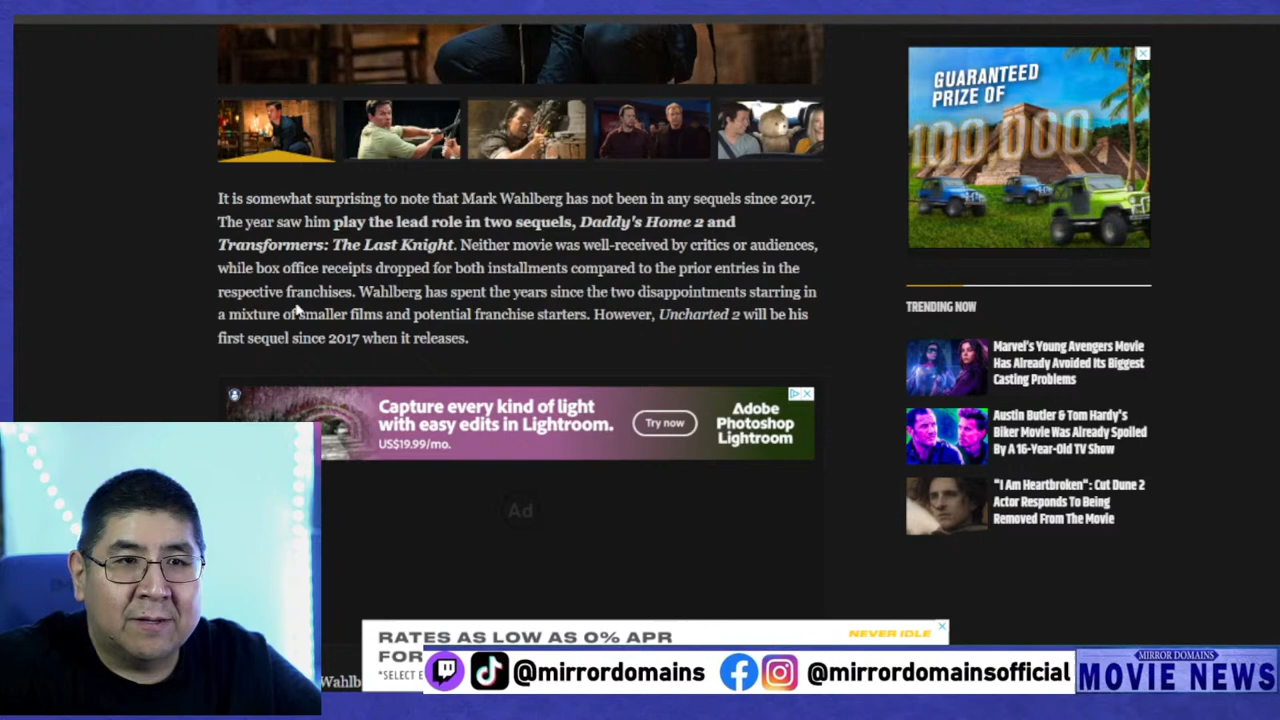 GUARANTEED
PRIZE OF
100 000
It is somewhat surprising to note that Mark Wahlberg has not been in any sequels since 2017.
The year saw him play the lead role in two sequels, Daddy's Home 2 and
Transformers: The Last Knight. Neither movie was well-received by critics or audiences,
while box office receipts dropped for both installments compared to the prior entries in the
respective franchises. Wahlberg has spent the years since the two disappointments starring in
a mixture of smaller films and potential franchise starters. However, Uncharted 2 will be his
first sequel since 2017 when it releases.
TRENDING NOW
Marvel's Young Avengers Movie
Has Already Avoided Its Biggest
Casting Problems
Austin Butler & Tom Hardy's
Biker Movie Was Already Spoiled
By A 16-Year-Old TV Show
"I Am Heartbroken": Cut Dune 2
Actor Responds To Being
Removed From The Movie
Capture every kind of light
with easy edits in Lightroom.
US$19.99/mo.
Try now
Adobe
Photoshop
Lightroom
Ad
RATES AS LOW AS 0% APR
FOR
*SELECT E
NEVER IDLE
Wahlb
@mirrordomains
@mirrordomainsofficial
MIRROR DOMAINS
MOVIE NEWS